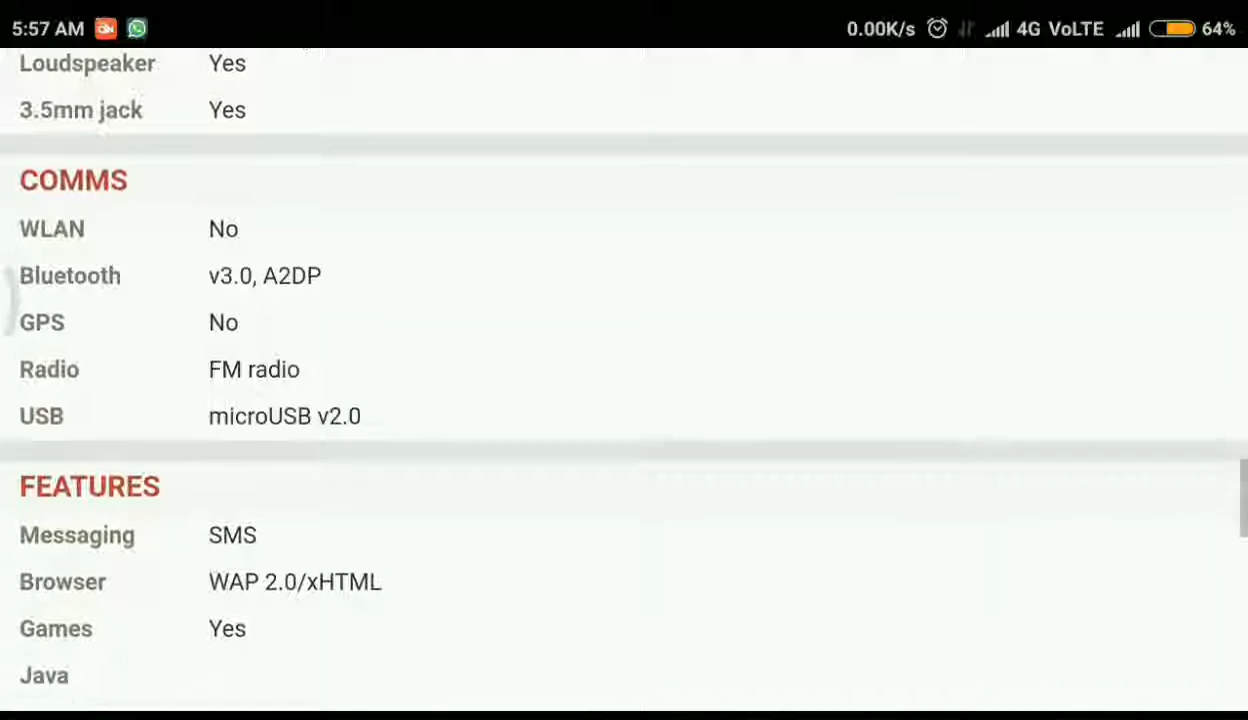 5:57 AM 0.00K/s 4G VoLTE 64%
Loudspeaker Yes
3.5mm jack Yes
COMMS
WLAN No
Bluetooth v3.0, A2DP
GPS No
Radio FM radio
USB microUSB v2.0
FEATURES
Messaging SMS
Browser WAP 2.0/xHTML
Games Yes
Java